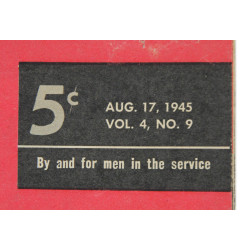 5¢
AUG. 17, 1945
VOL. 4, NO. 9
By and for men in the service